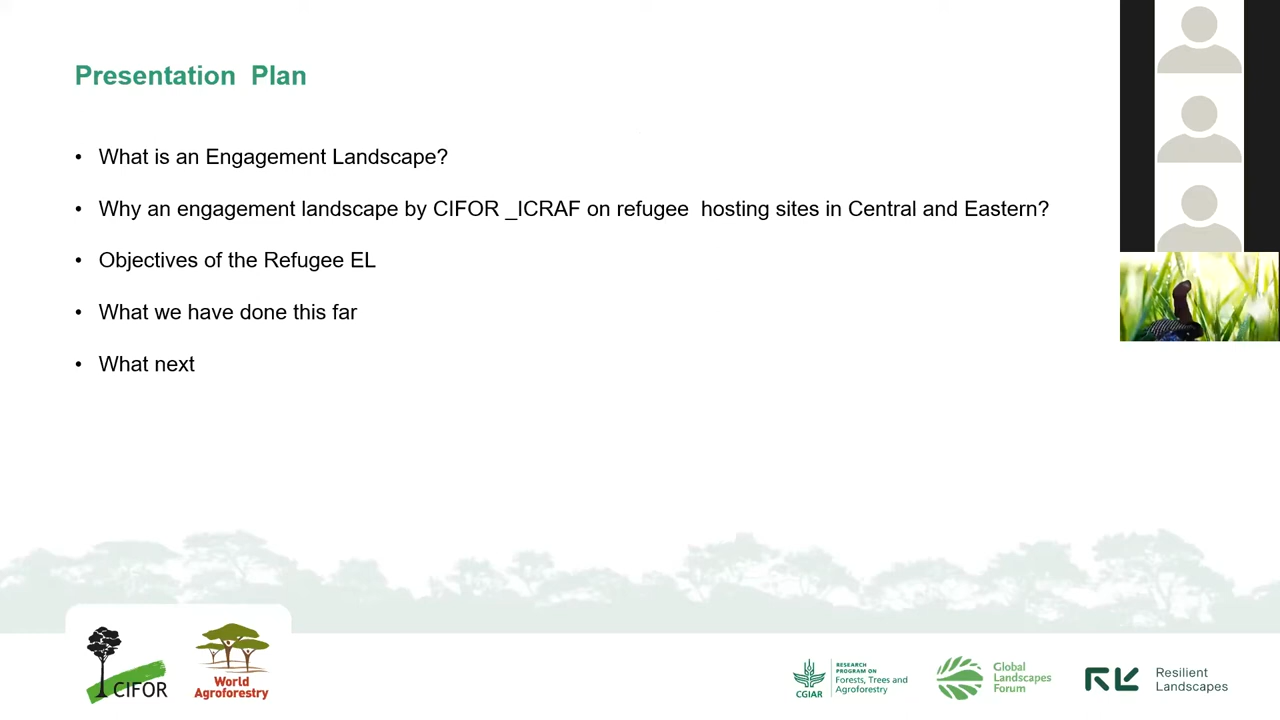 Presentation Plan
• What is an Engagement Landscape?
• Why an engagement landscape by CIFOR _ICRAF on refugee hosting sites in Central and Eastern?
• Objectives of the Refugee EL
• What we have done this far
• What next
CIFOR
World
Agroforestry
CGIAR
RESEARCH
PROGRAM ON
Forests, Trees and
Agroforestry
Global
Landscapes
Forum
Resilient
Landscapes